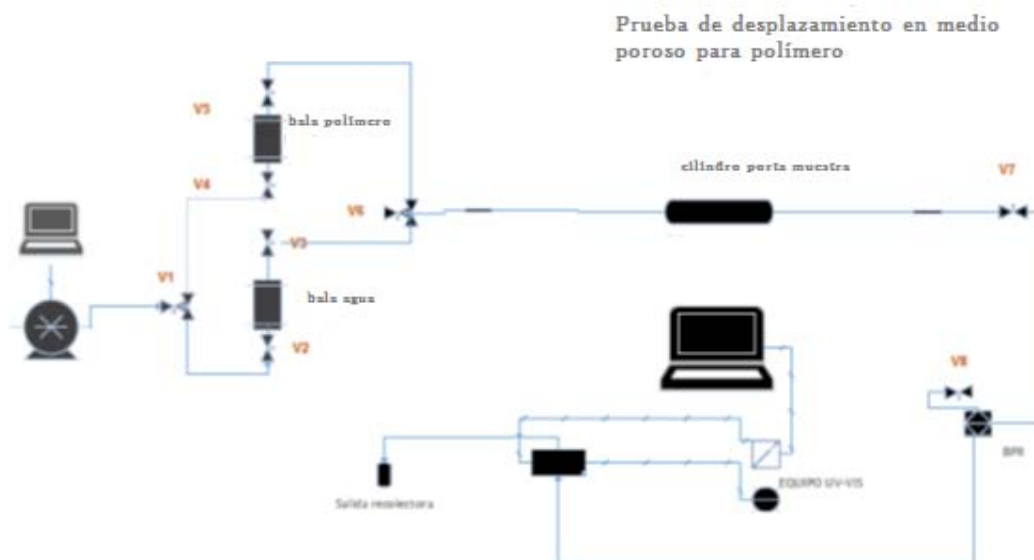 Prueba de desplazamiento en medio
poroso para polímero
V5
bala polímero
cilindro porta muestra
V7
V4
V6
V3
V1
bala agua
V2
V8
BPR
EQUIPO UV-VIS
Salida recolectora